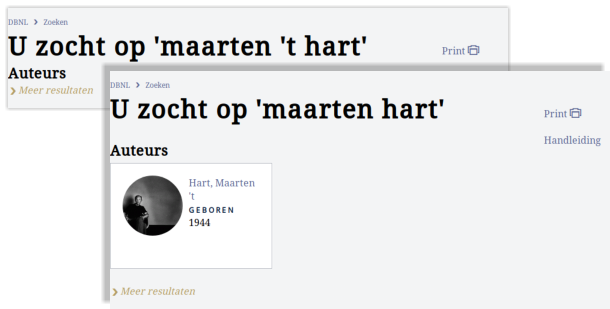 DBNL > Zoeken
U zocht op 'maarten 't hart'
Print
Auteurs
> Meer resultaten
DBNL > Zoeken
U zocht op 'maarten hart'
Print
Handleiding
Auteurs
Hart, Maarten
't
GEBOREN
1944
> Meer resultaten